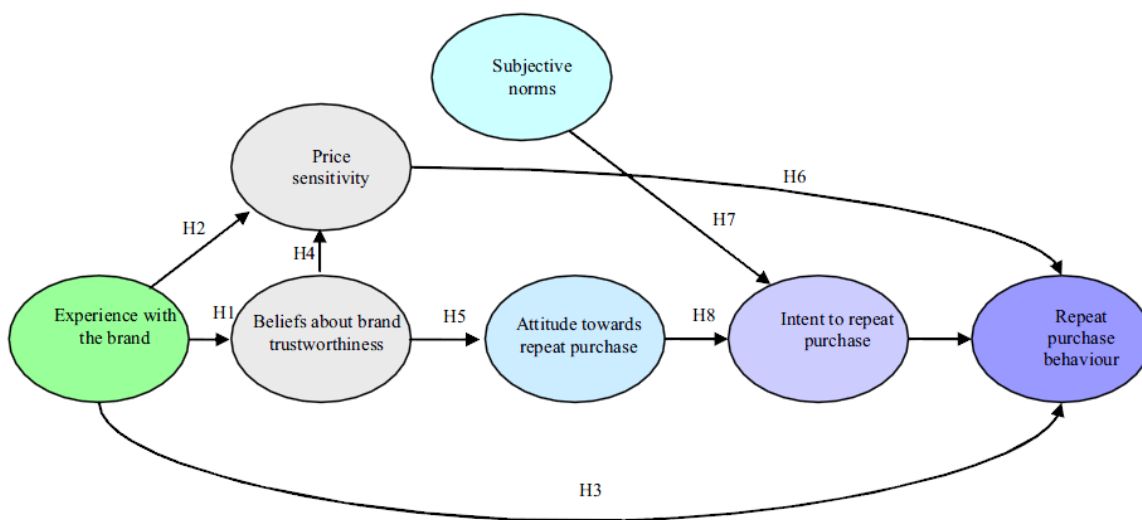 Subjective
norms
Price
sensitivity
H6
H7
H2
H4
Experience with
the brand
H1
Beliefs about brand
trustworthiness
H5
Attitude towards
repeat purchase
H8
Intent to repeat
purchase
Repeat
purchase
behaviour
H3